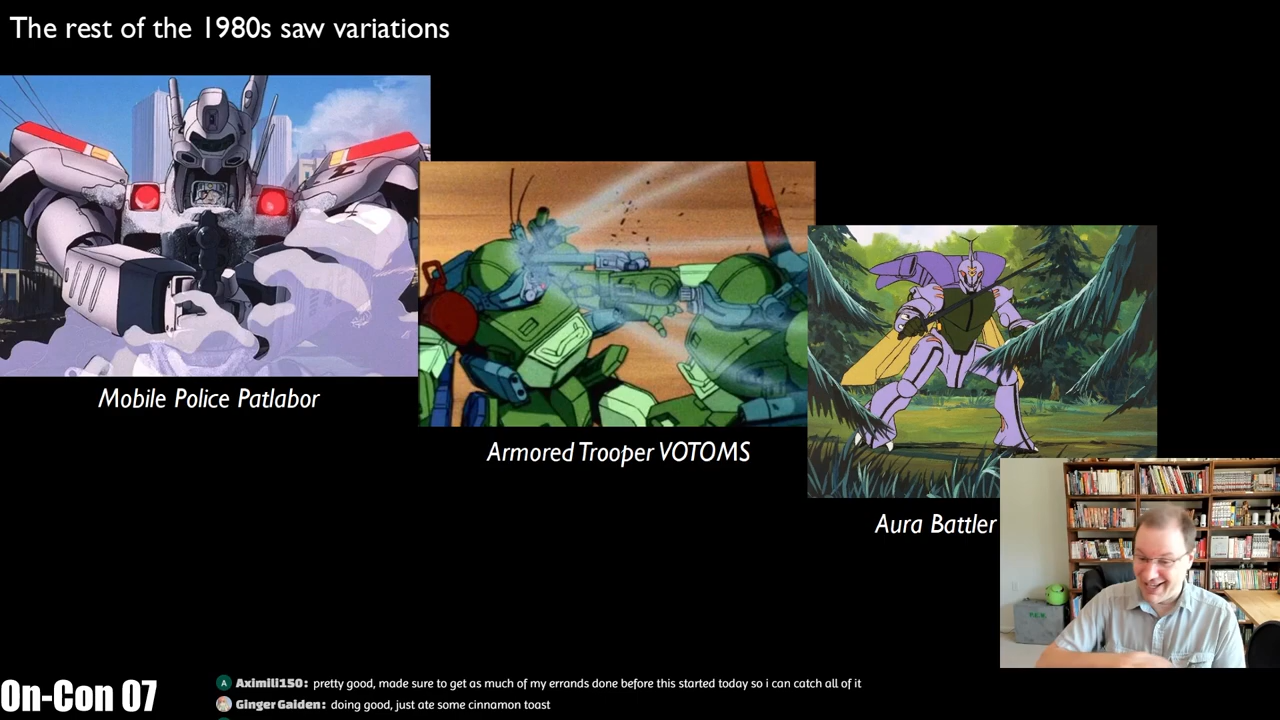 The rest of the 1980s saw variations
Mobile Police Patlabor
Armored Trooper VOTOMS
Aura Battler
On-Con 07
A Aximili150: pretty good, made sure to get as much of my errands done before this started today so i can catch all of it
Ginger Galden: doing good, just ate some cinnamon toast